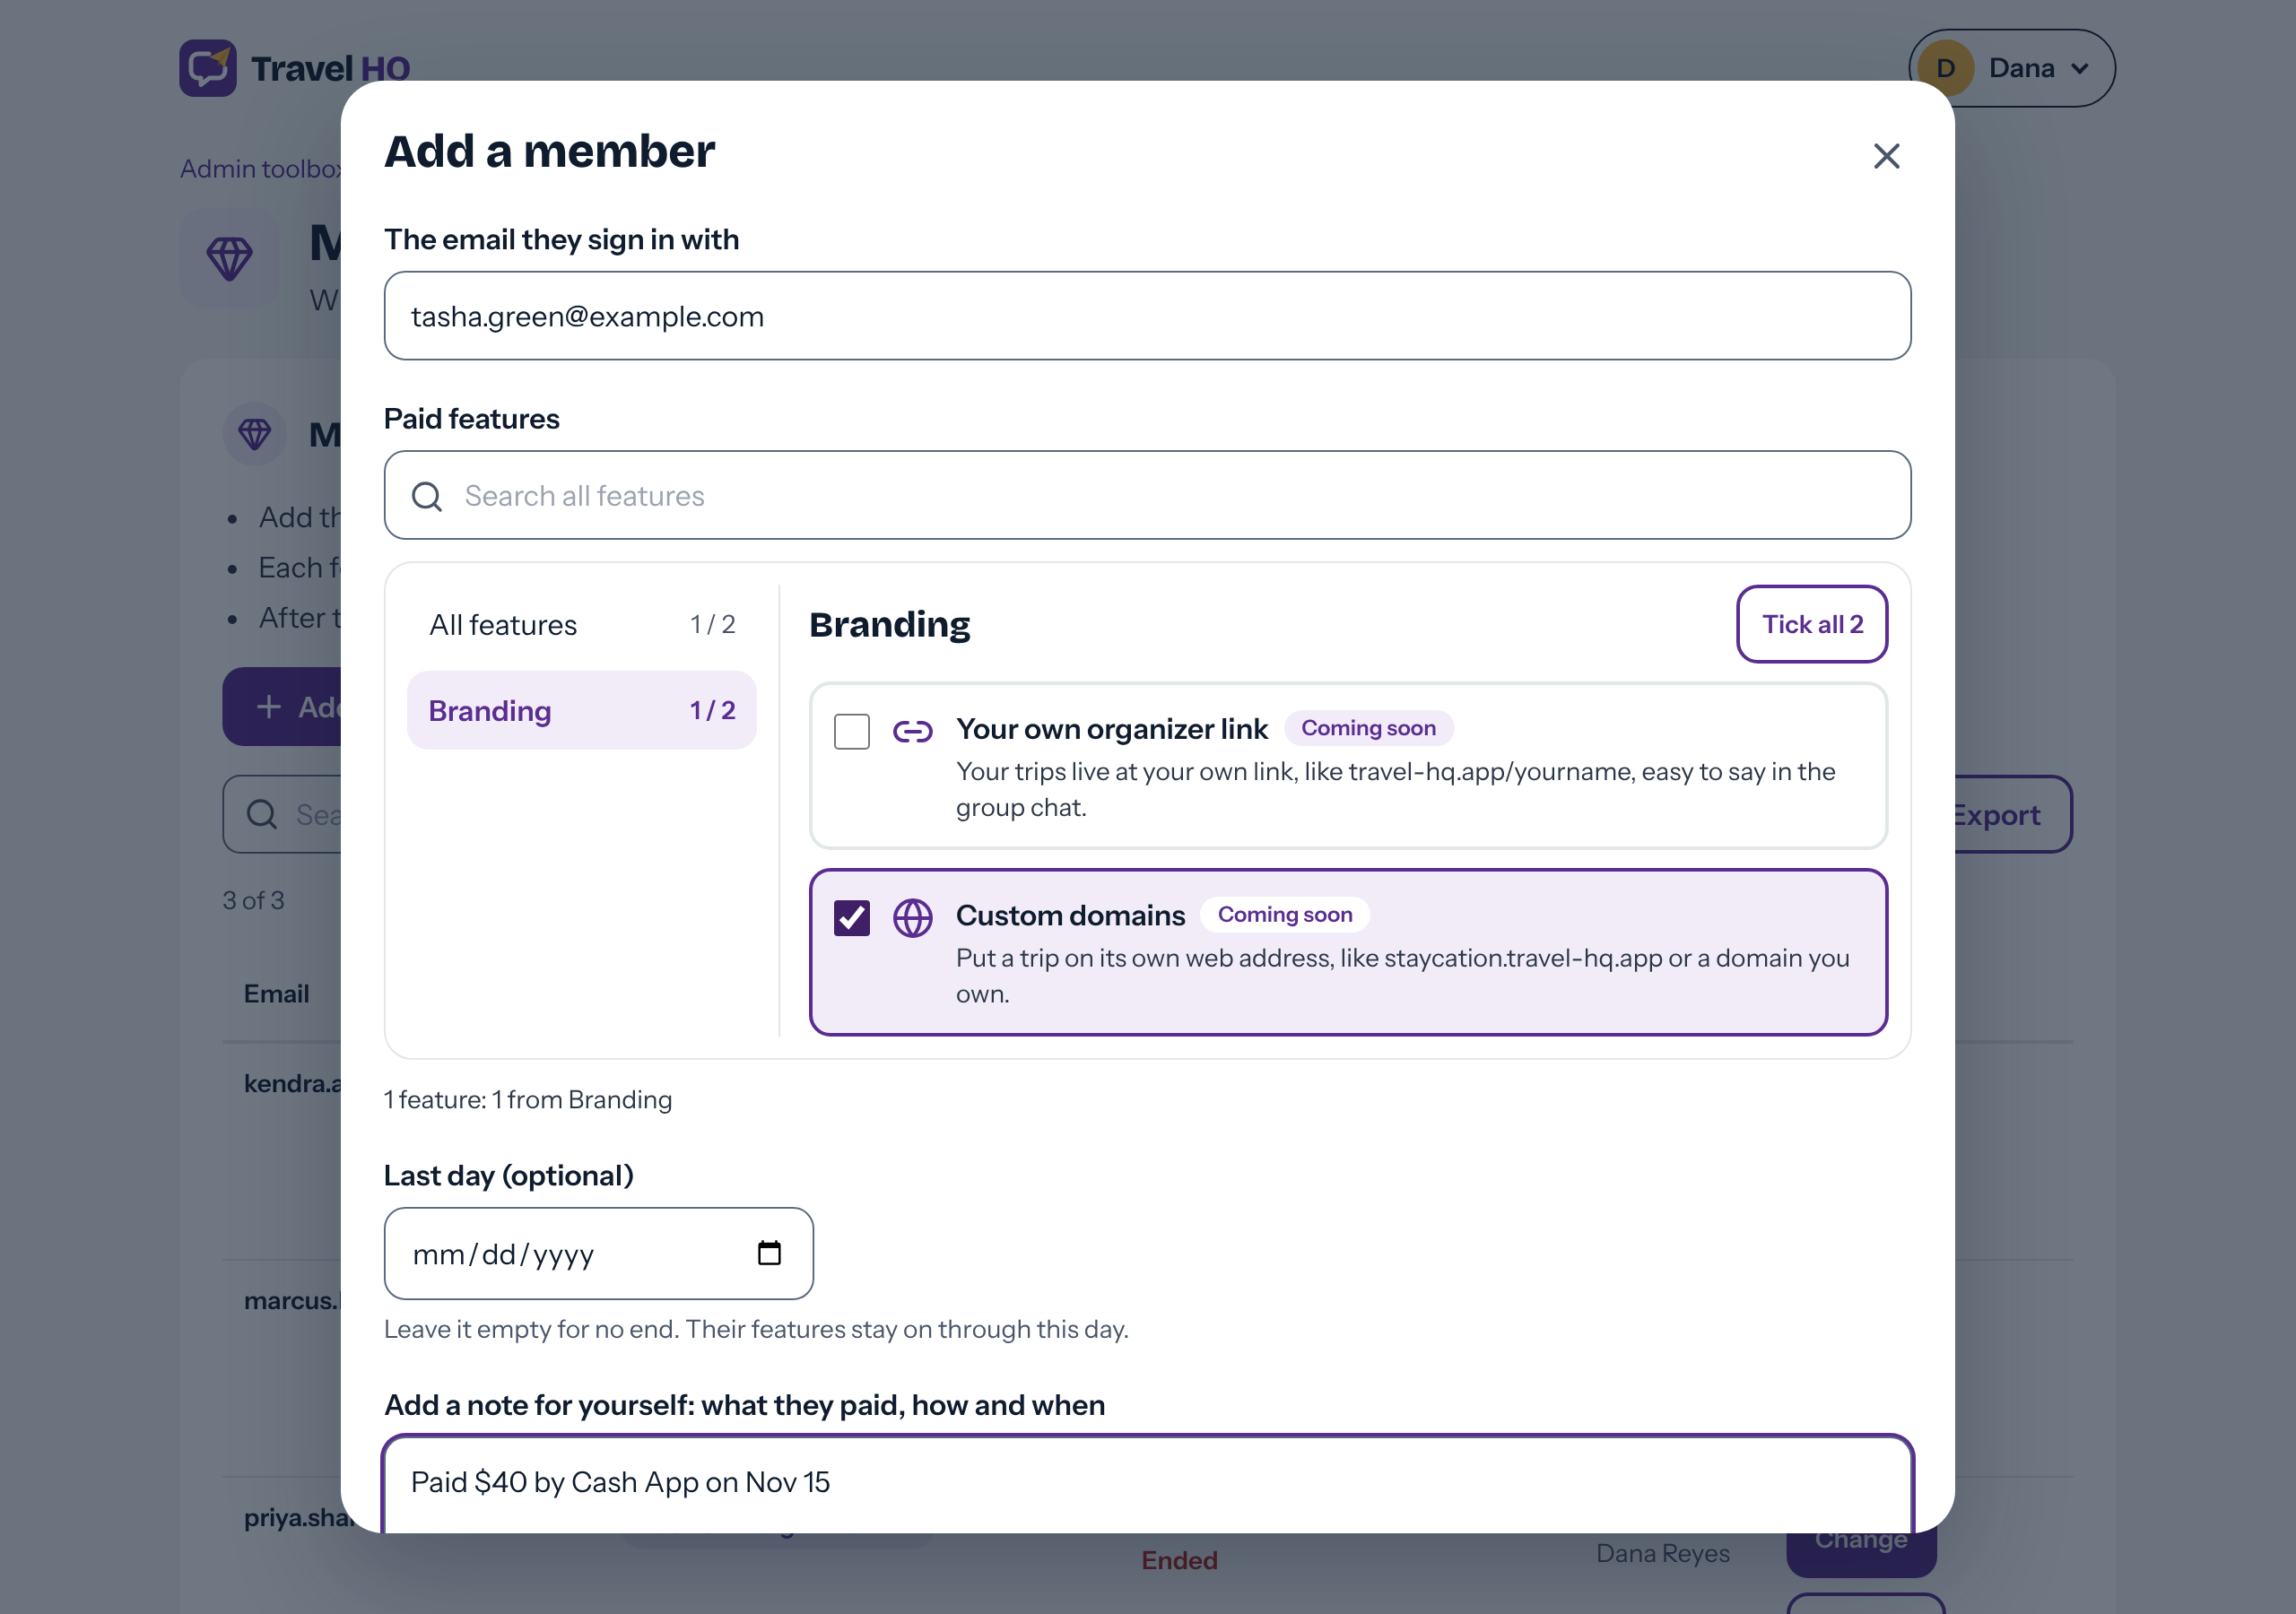 Travel HQ
D Dana
Admin toolbox
Add a member
The email they sign in with
tasha.green@example.com
Paid features
Search all features
All features 1 / 2
Branding 1 / 2
Branding
Tick all 2
Your own organizer link Coming soon
Your trips live at your own link, like travel-hq.app/yourname, easy to say in the
group chat.
Custom domains Coming soon
Put a trip on its own web address, like staycation.travel-hq.app or a domain you
own.
1 feature: 1 from Branding
Last day (optional)
mm/dd/yyyy
Leave it empty for no end. Their features stay on through this day.
Add a note for yourself: what they paid, how and when
Paid $40 by Cash App on Nov 15
Add
After
Export
3 of 3
Email
Ended
Dana Reyes
Change